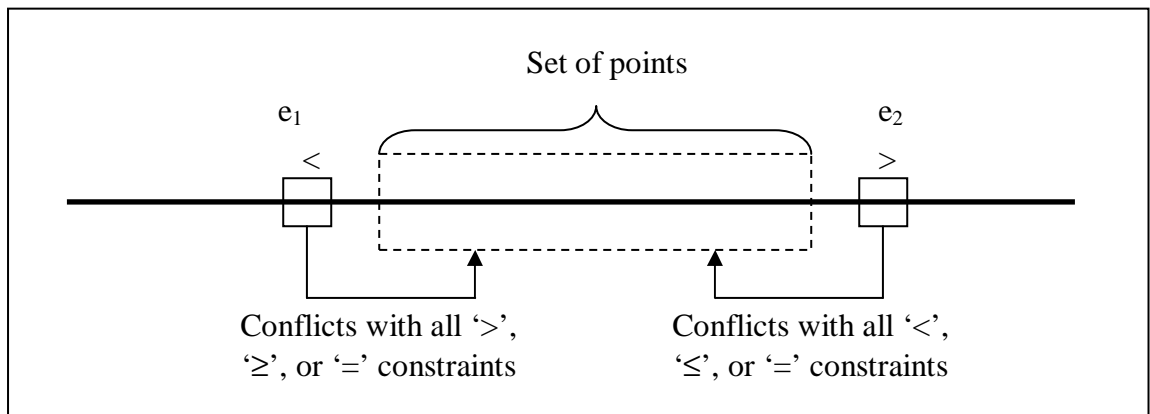 Set of points
e₁ e₂
< >
Conflicts with all ‘>’,
‘≥’, or ‘=’ constraints
Conflicts with all ‘<’,
‘≤’, or ‘=’ constraints